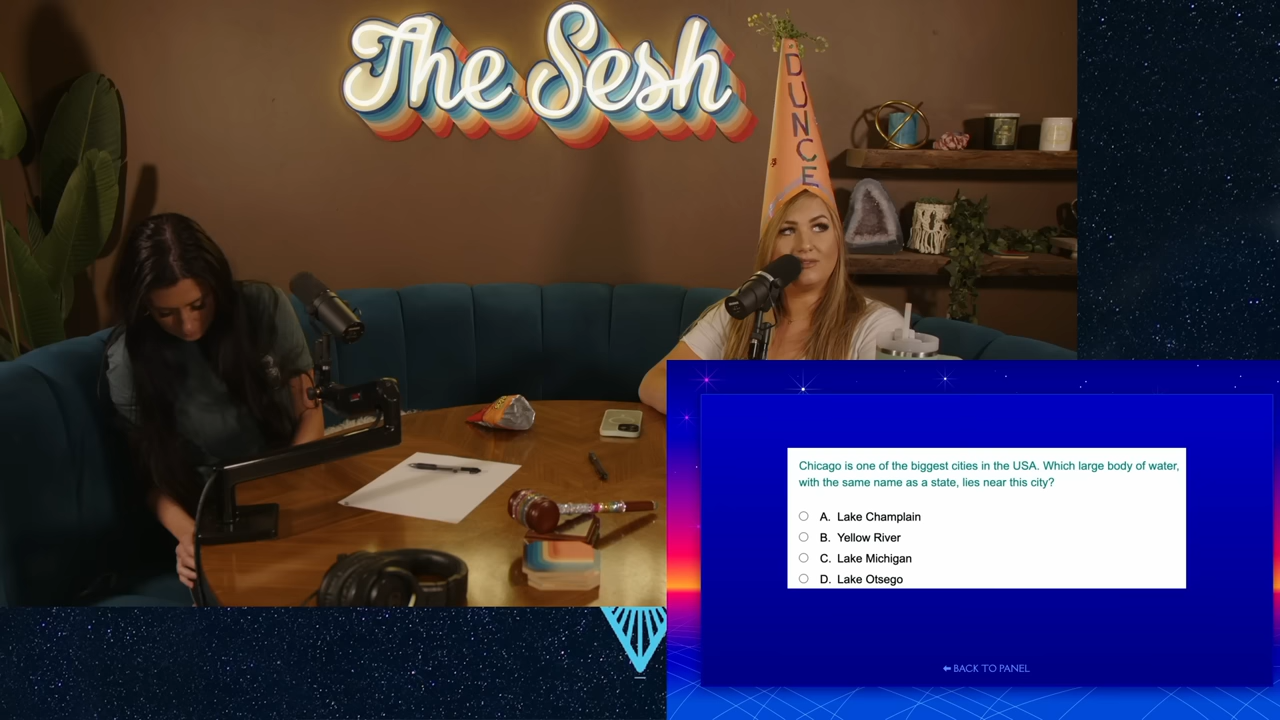 The Sesh
DUNCE
Chicago is one of the biggest cities in the USA. Which large body of water,
with the same name as a state, lies near this city?
A. Lake Champlain
B. Yellow River
C. Lake Michigan
D. Lake Otsego
BACK TO PANEL